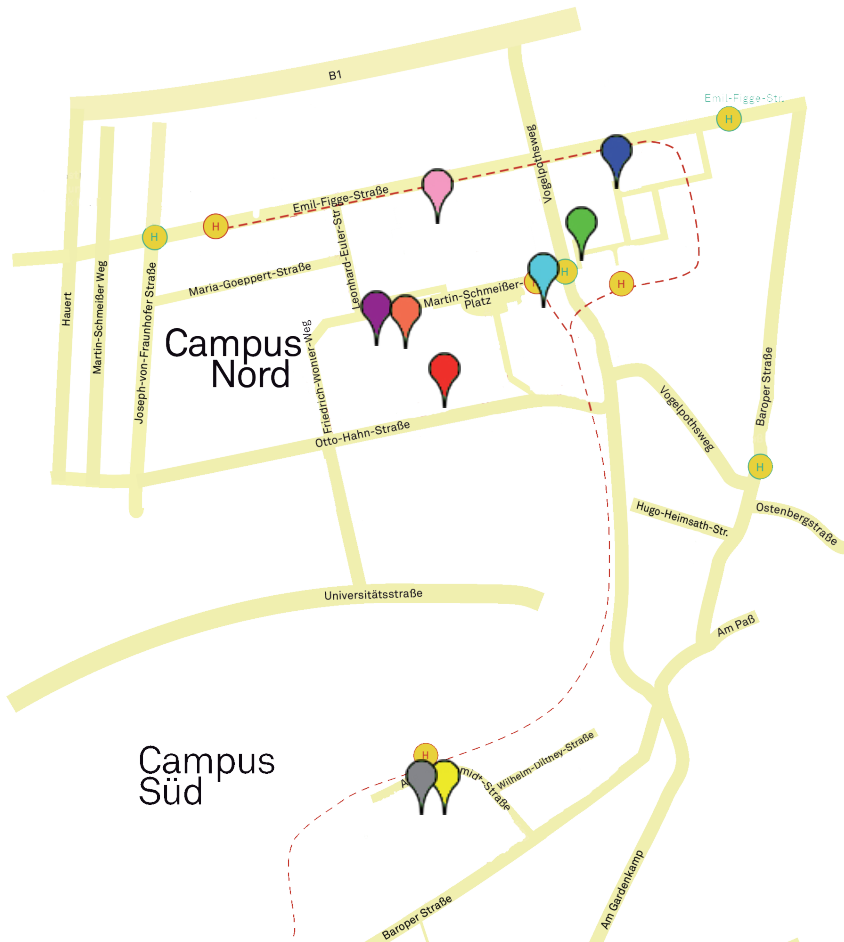 B1
Emil-Figge-Str.
H
Vogelpothsweg
Emil-Figge-Straße
H
H
Leonhard-Euler-Str.
Maria-Goeppert-Straße
H
H
Martin-Schmeißer-
Platz
Hauert
Martin-Schmeißer Weg
Joseph-von-Fraunhofer Straße
Campus
Nord
Friedrich-Wöhler-Weg
Otto-Hahn-Straße
Vogelpothsweg
Baroper Straße
H
Hugo-Heimsath-Str.
Ostenbergstraße
Universitätsstraße
Am Paß
Campus
Süd
H
Straße
Wilhelm-Dilthey-Straße
Baroper Straße
Am Gardenkamp